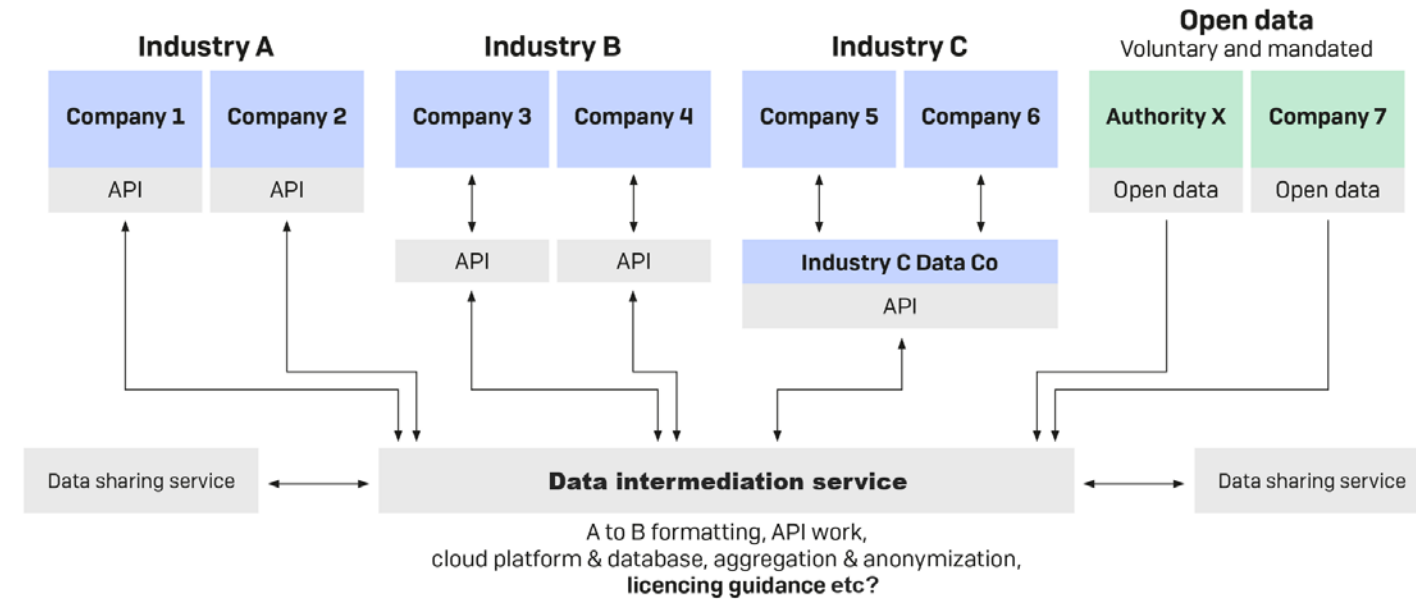 Industry A
Industry B
Industry C
Open data
Voluntary and mandated
Company 1
Company 2
Company 3
Company 4
Company 5
Company 6
Authority X
Company 7
API
API
Open data
Open data
API
API
Industry C Data Co
API
Data sharing service
Data intermediation service
Data sharing service
A to B formatting, API work,
cloud platform & database, aggregation & anonymization,
licencing guidance etc?